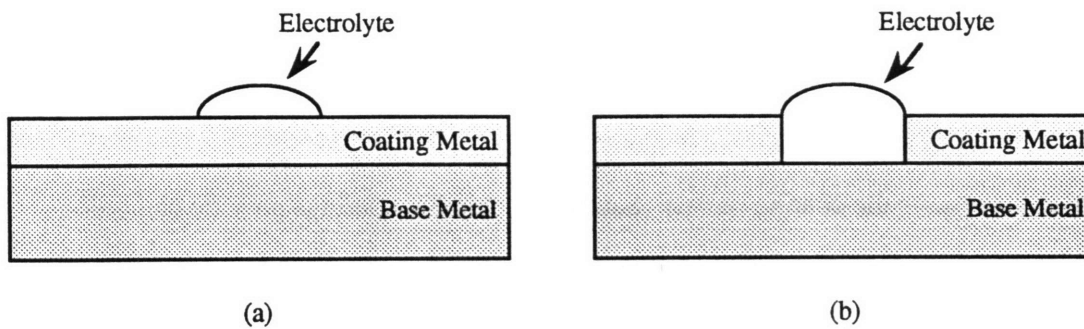 Electrolyte
Coating Metal
Base Metal
(a)
Electrolyte
Coating Metal
Base Metal
(b)